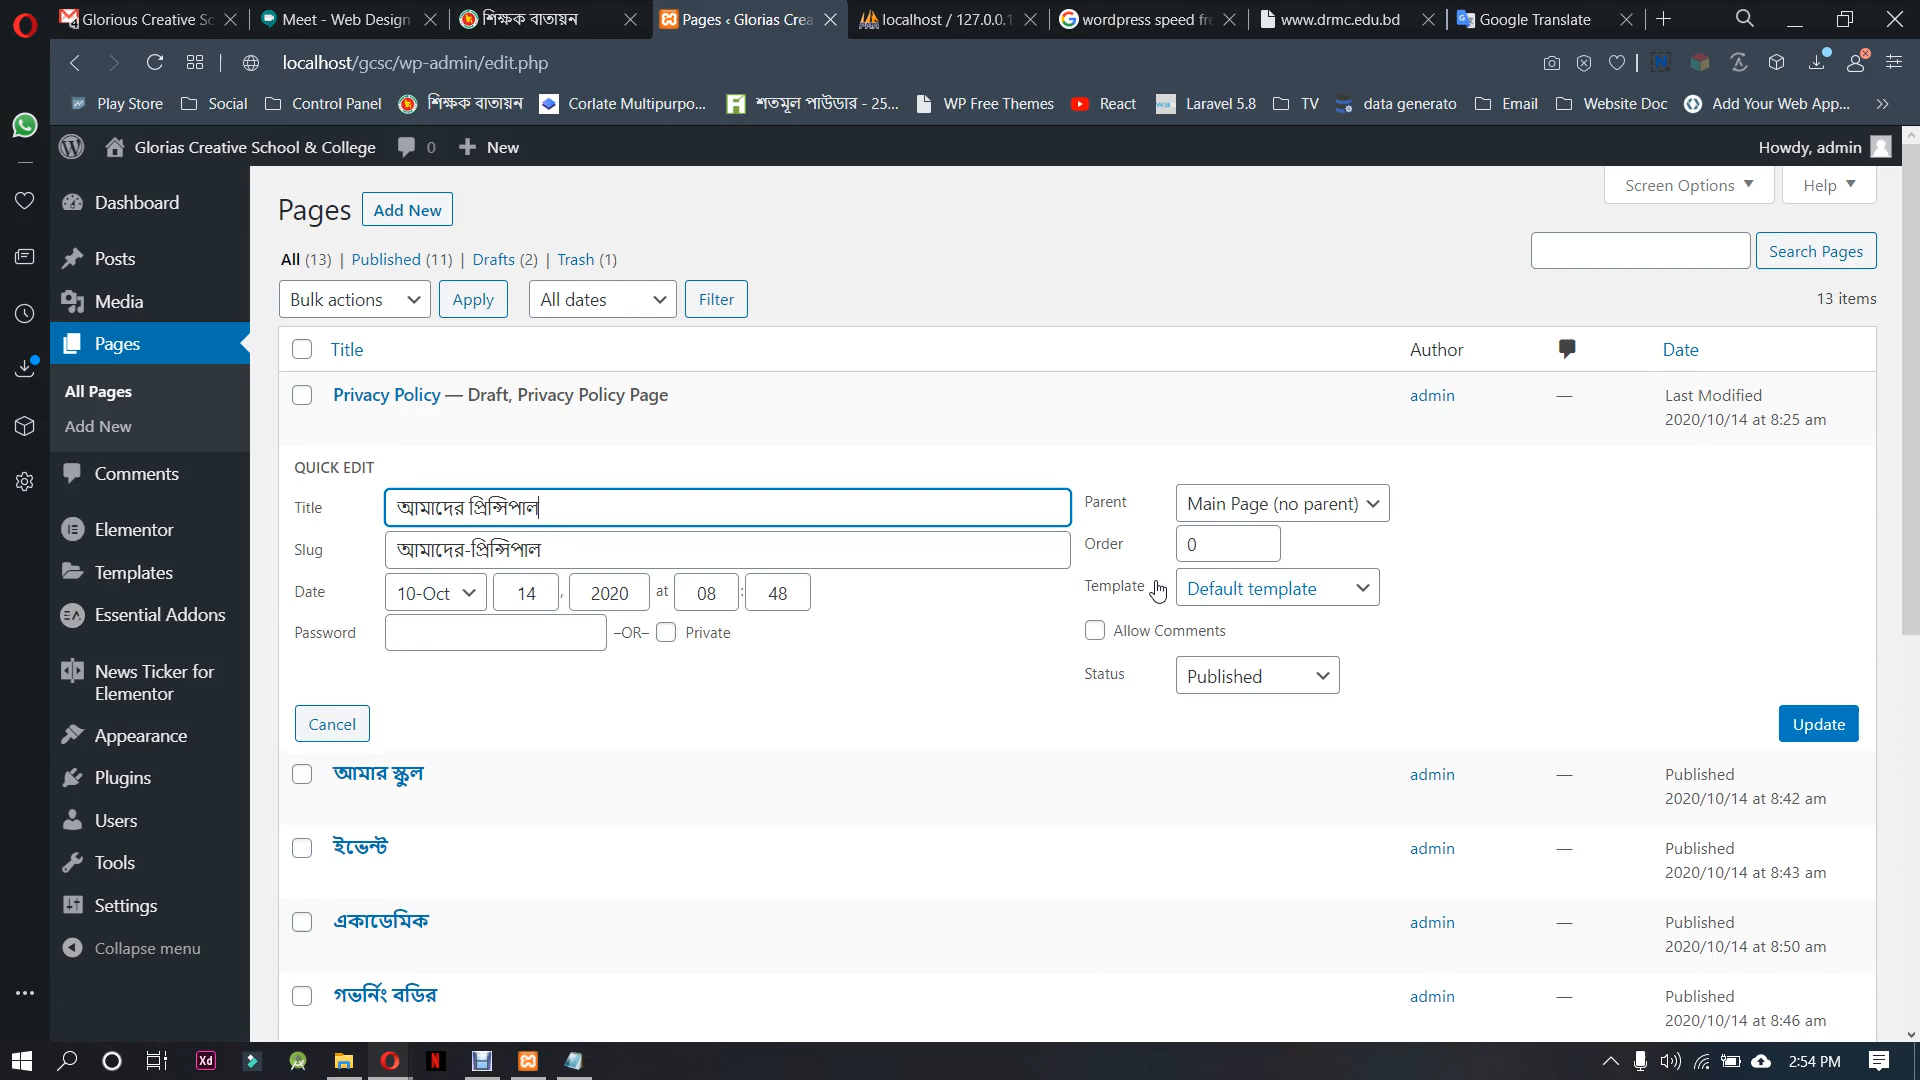 Glorious Creative Sc
Meet - Web Design
শিক্ষক বাতায়ন
Pages ‹ Glorias Crea
localhost / 127.0.0.1
wordpress speed fre
www.drmc.edu.bd
Google Translate
localhost/gcsc/wp-admin/edit.php
Play Store
Social
Control Panel
শিক্ষক বাতায়ন
Corlate Multipurpo...
শতমূল পাউডার - 25...
WP Free Themes
React
Laravel 5.8
TV
data generato
Email
Website Doc
Add Your Web App...
Glorias Creative School & College
0
New
Howdy, admin
Dashboard
Posts
Media
Pages
All Pages
Add New
Comments
Elementor
Templates
Essential Addons
News Ticker for
Elementor
Appearance
Plugins
Users
Tools
Settings
Collapse menu
Pages
Add New
Screen Options
Help
All (13) | Published (11) | Drafts (2) | Trash (1)
Search Pages
Bulk actions
Apply
All dates
Filter
13 items
Title
Author
Date
Privacy Policy — Draft, Privacy Policy Page
admin
—
Last Modified
2020/10/14 at 8:25 am
QUICK EDIT
Title
আমাদের প্রিন্সিপাল
Slug
আমাদের-প্রিন্সিপাল
Date
10-Oct
14
,
2020
at
08
:
48
Password
–OR–
Private
Parent
Main Page (no parent)
Order
0
Template
Default template
Allow Comments
Status
Published
Cancel
Update
আমার স্কুল
admin
—
Published
2020/10/14 at 8:42 am
ইভেন্ট
admin
—
Published
2020/10/14 at 8:43 am
একাডেমিক
admin
—
Published
2020/10/14 at 8:50 am
গভর্নিং বডির
admin
—
Published
2020/10/14 at 8:46 am
Xd
N
2:54 PM